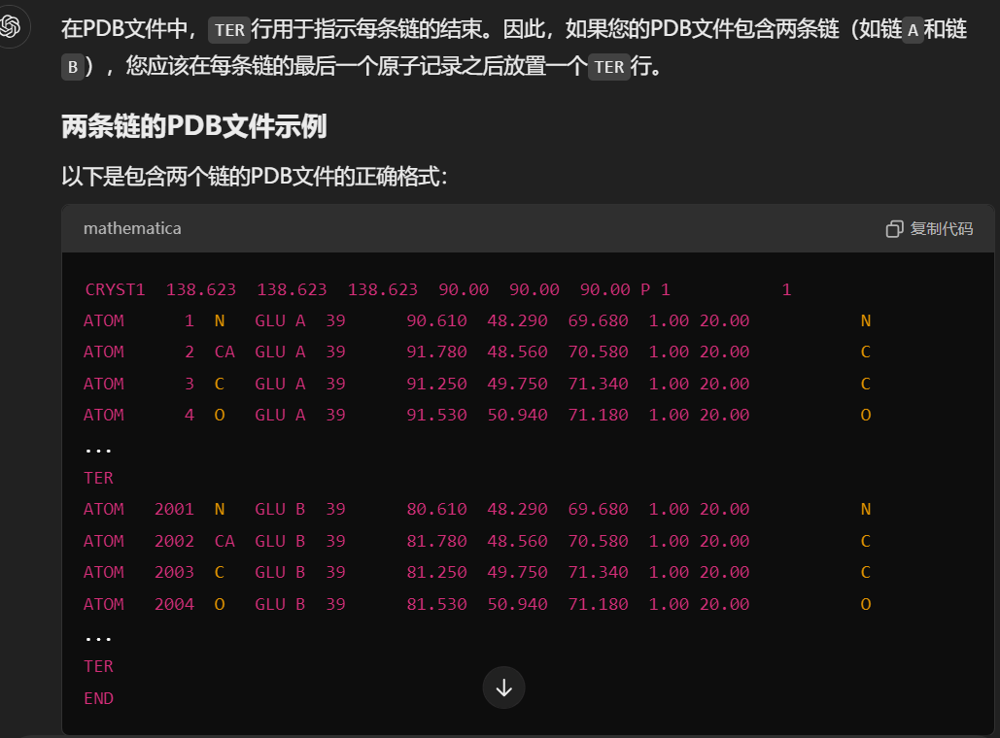 在PDB文件中，TER行用于指示每条链的结束。因此，如果您的PDB文件包含两条链（如链A和链
B），您应该在每条链的最后一个原子记录之后放置一个TER行。
两条链的PDB文件示例
以下是包含两个链的PDB文件的正确格式：
mathematica 复制代码
CRYST1  138.623  138.623  138.623  90.00  90.00  90.00 P 1           1
ATOM      1  N   GLU A  39      90.610  48.290  69.680  1.00 20.00           N
ATOM      2  CA  GLU A  39      91.780  48.560  70.580  1.00 20.00           C
ATOM      3  C   GLU A  39      91.250  49.750  71.340  1.00 20.00           C
ATOM      4  O   GLU A  39      91.530  50.940  71.180  1.00 20.00           O
...
TER
ATOM   2001  N   GLU B  39      80.610  48.290  69.680  1.00 20.00           N
ATOM   2002  CA  GLU B  39      81.780  48.560  70.580  1.00 20.00           C
ATOM   2003  C   GLU B  39      81.250  49.750  71.340  1.00 20.00           C
ATOM   2004  O   GLU B  39      81.530  50.940  71.180  1.00 20.00           O
...
TER
END